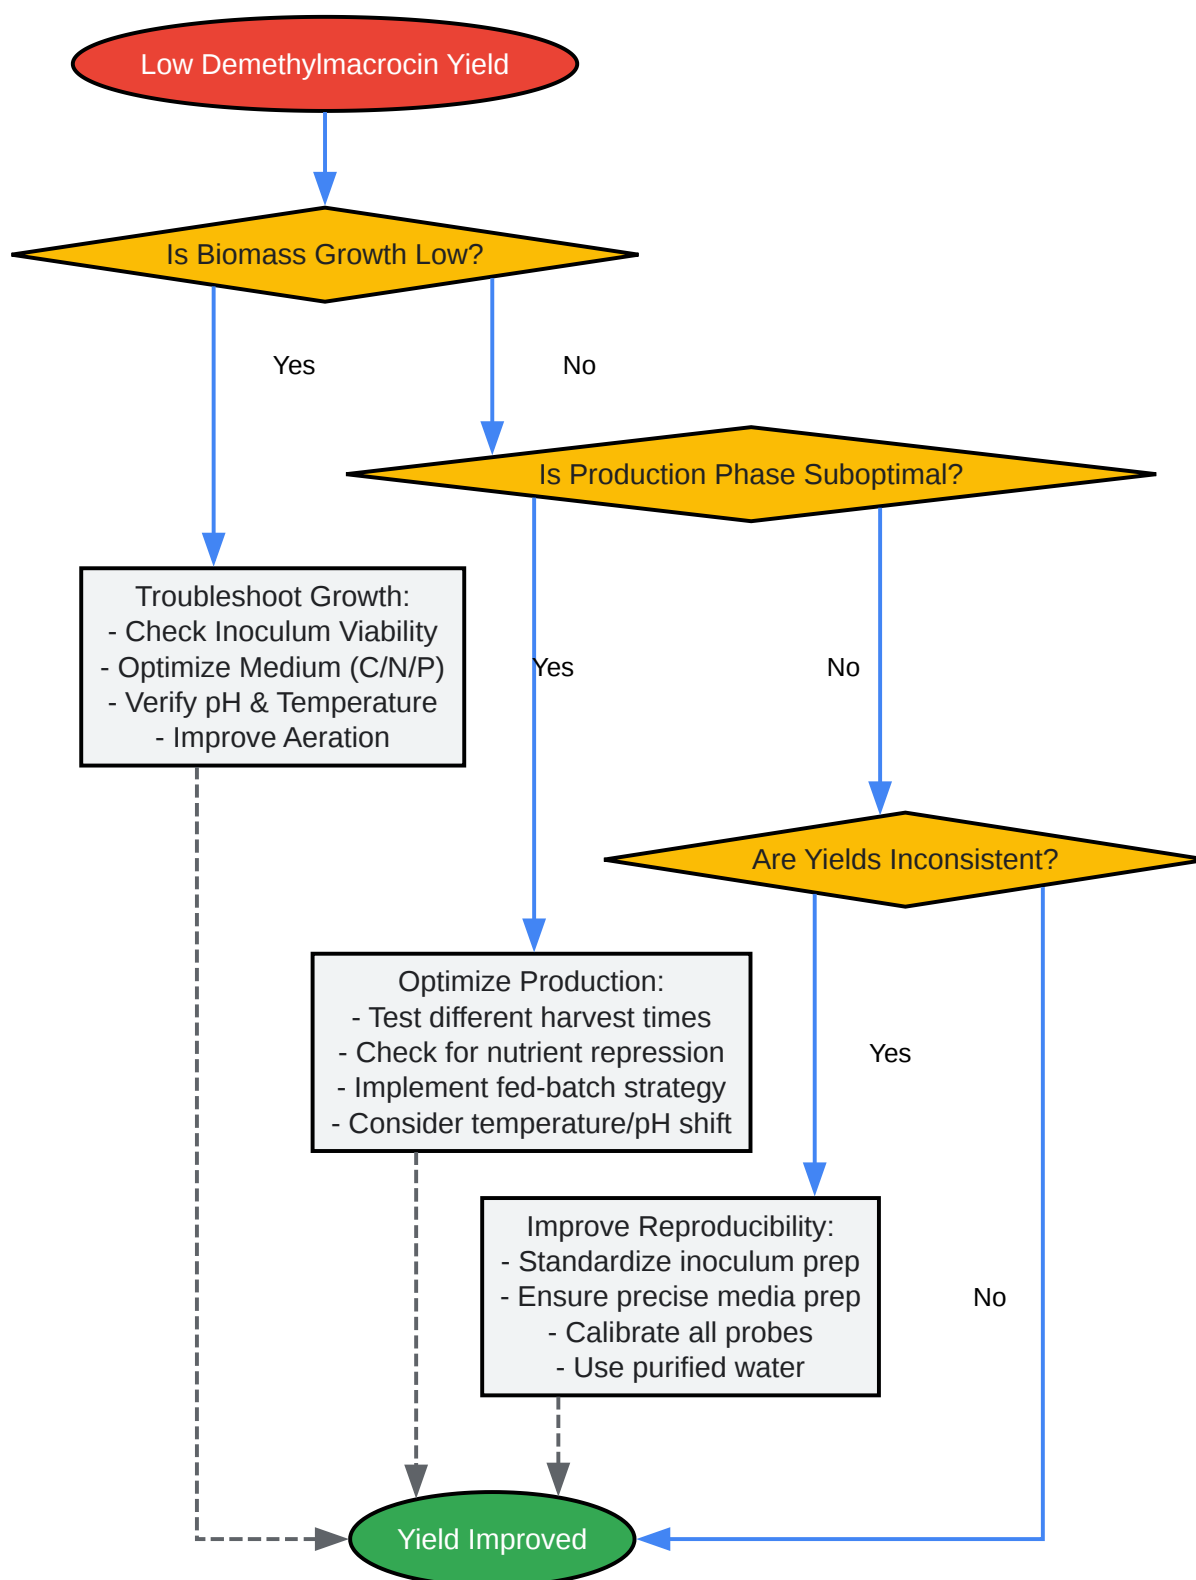 Low Demethylmacrocin Yield
Is Biomass Growth Low?
Yes
No
Is Production Phase Suboptimal?
Troubleshoot Growth:
- Check Inoculum Viability
- Optimize Medium (C/N/P)
- Verify pH & Temperature
- Improve Aeration
Yes
No
Are Yields Inconsistent?
Optimize Production:
- Test different harvest times
- Check for nutrient repression
- Implement fed-batch strategy
- Consider temperature/pH shift
Yes
No
Improve Reproducibility:
- Standardize inoculum prep
- Ensure precise media prep
- Calibrate all probes
- Use purified water
Yield Improved